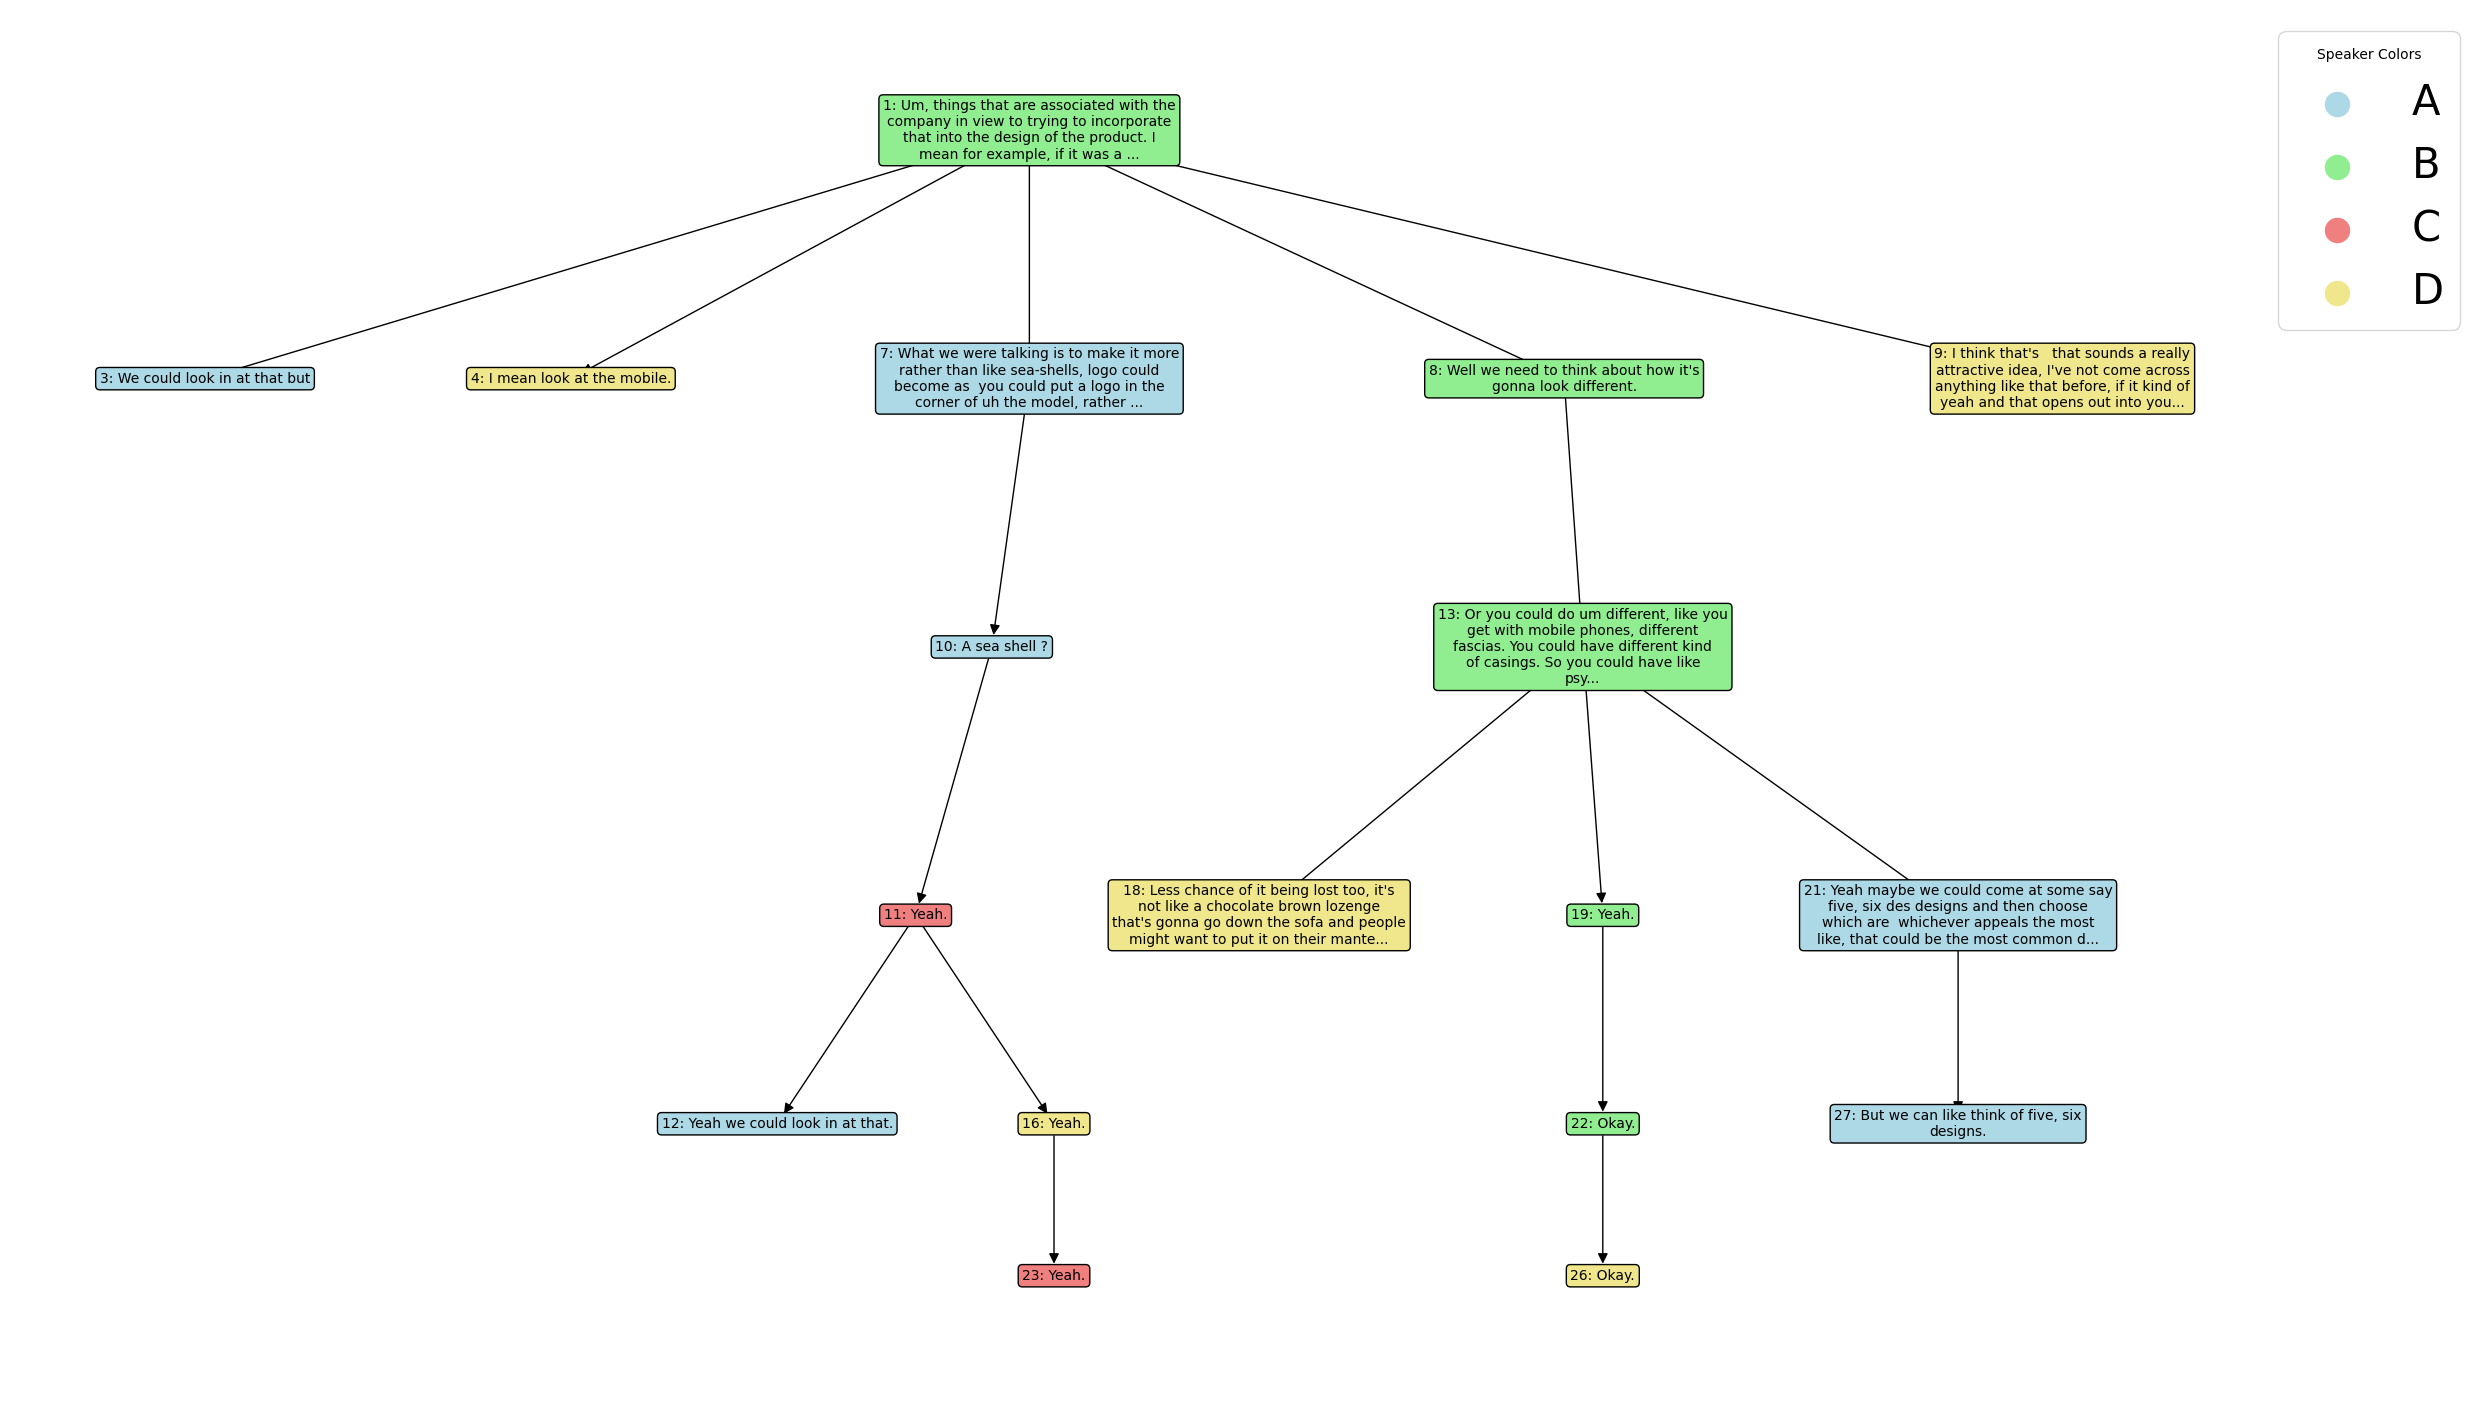 Speaker Colors
A
B
C
D
1: Um, things that are associated with the
company in view to trying to incorporate
that into the design of the product. I
mean for example, if it was a ...
3: We could look in at that but
4: I mean look at the mobile.
7: What we were talking is to make it more
rather than like sea-shells, logo could
become as  you could put a logo in the
corner of uh the model, rather ...
8: Well we need to think about how it's
gonna look different.
9: I think that's   that sounds a really
attractive idea, I've not come across
anything like that before, if it kind of
yeah and that opens out into you...
10: A sea shell ?
13: Or you could do um different, like you
get with mobile phones, different
fascias. You could have different kind
of casings. So you could have like
psy...
11: Yeah.
18: Less chance of it being lost too, it's
not like a chocolate brown lozenge
that's gonna go down the sofa and people
might want to put it on their mante...
19: Yeah.
21: Yeah maybe we could come at some say
five, six des designs and then choose
which are  whichever appeals the most
like, that could be the most common d...
12: Yeah we could look in at that.
16: Yeah.
22: Okay.
27: But we can like think of five, six
designs.
23: Yeah.
26: Okay.